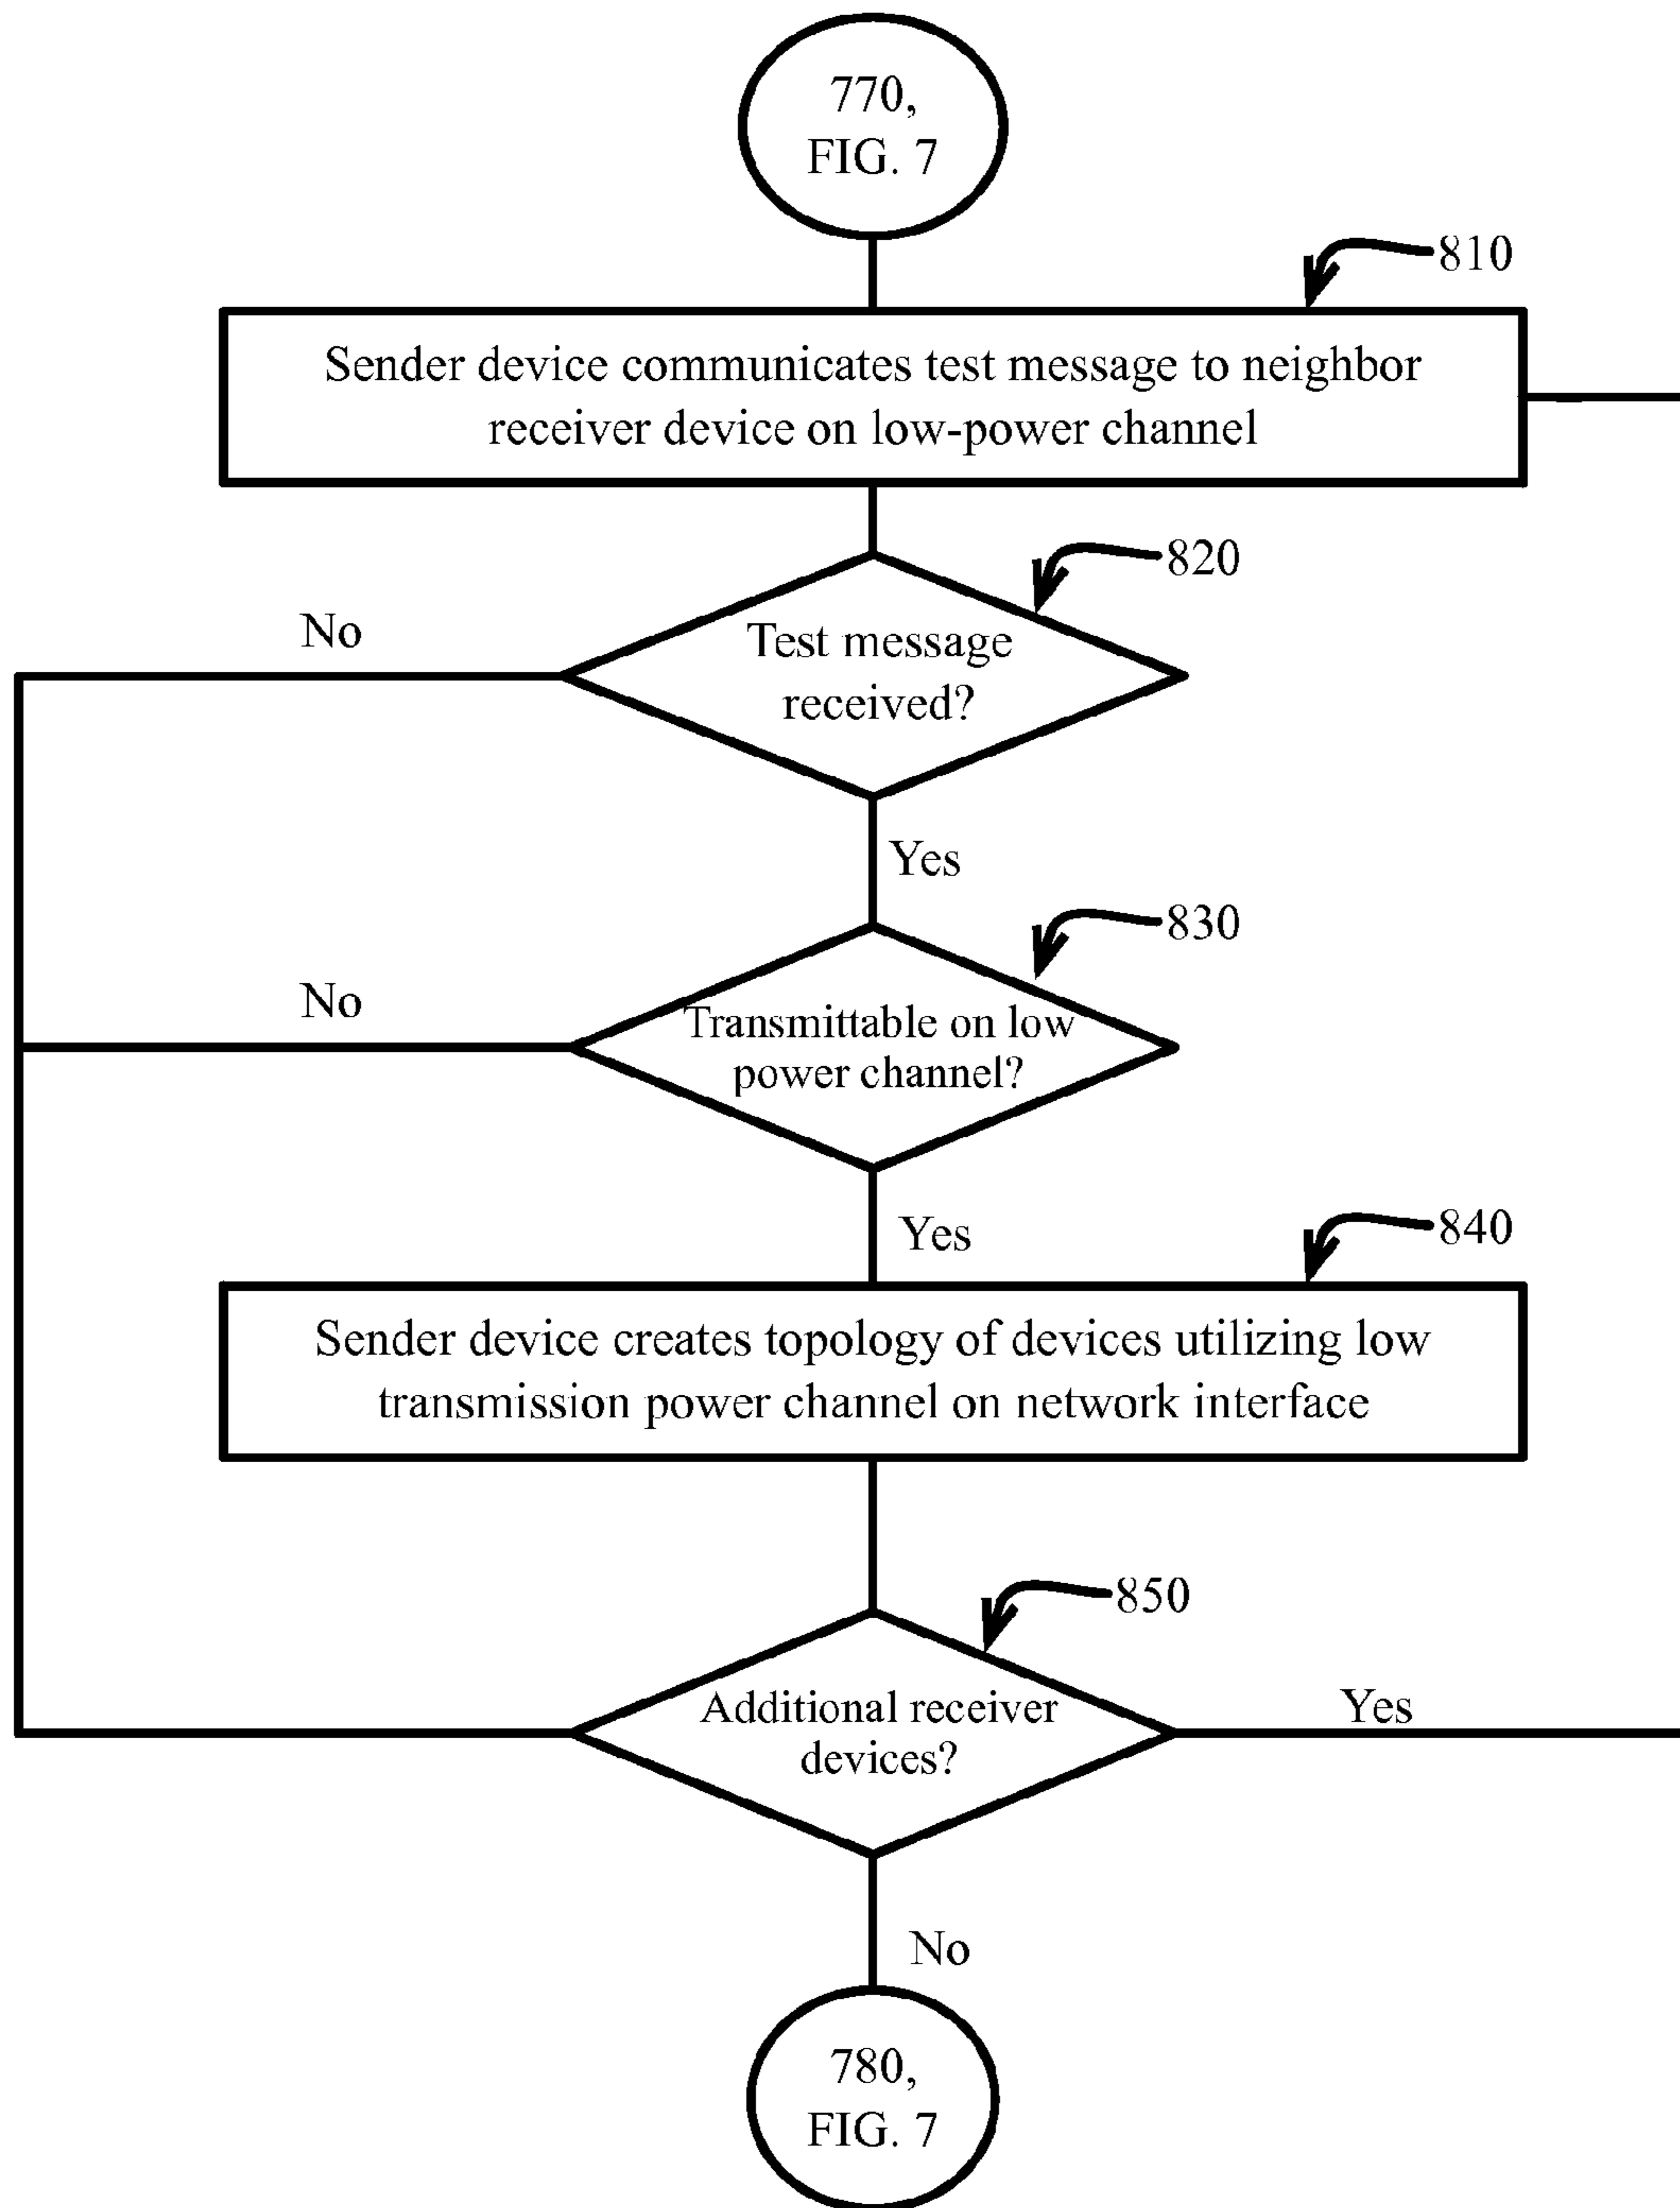 770,
FIG. 7
810
Sender device communicates test message to neighbor
receiver device on low-power channel
820
No
Test message
received?
Yes
830
No
Transmittable on low
power channel?
Yes
840
Sender device creates topology of devices utilizing low
transmission power channel on network interface
850
Additional receiver
devices?
Yes
No
780,
FIG. 7